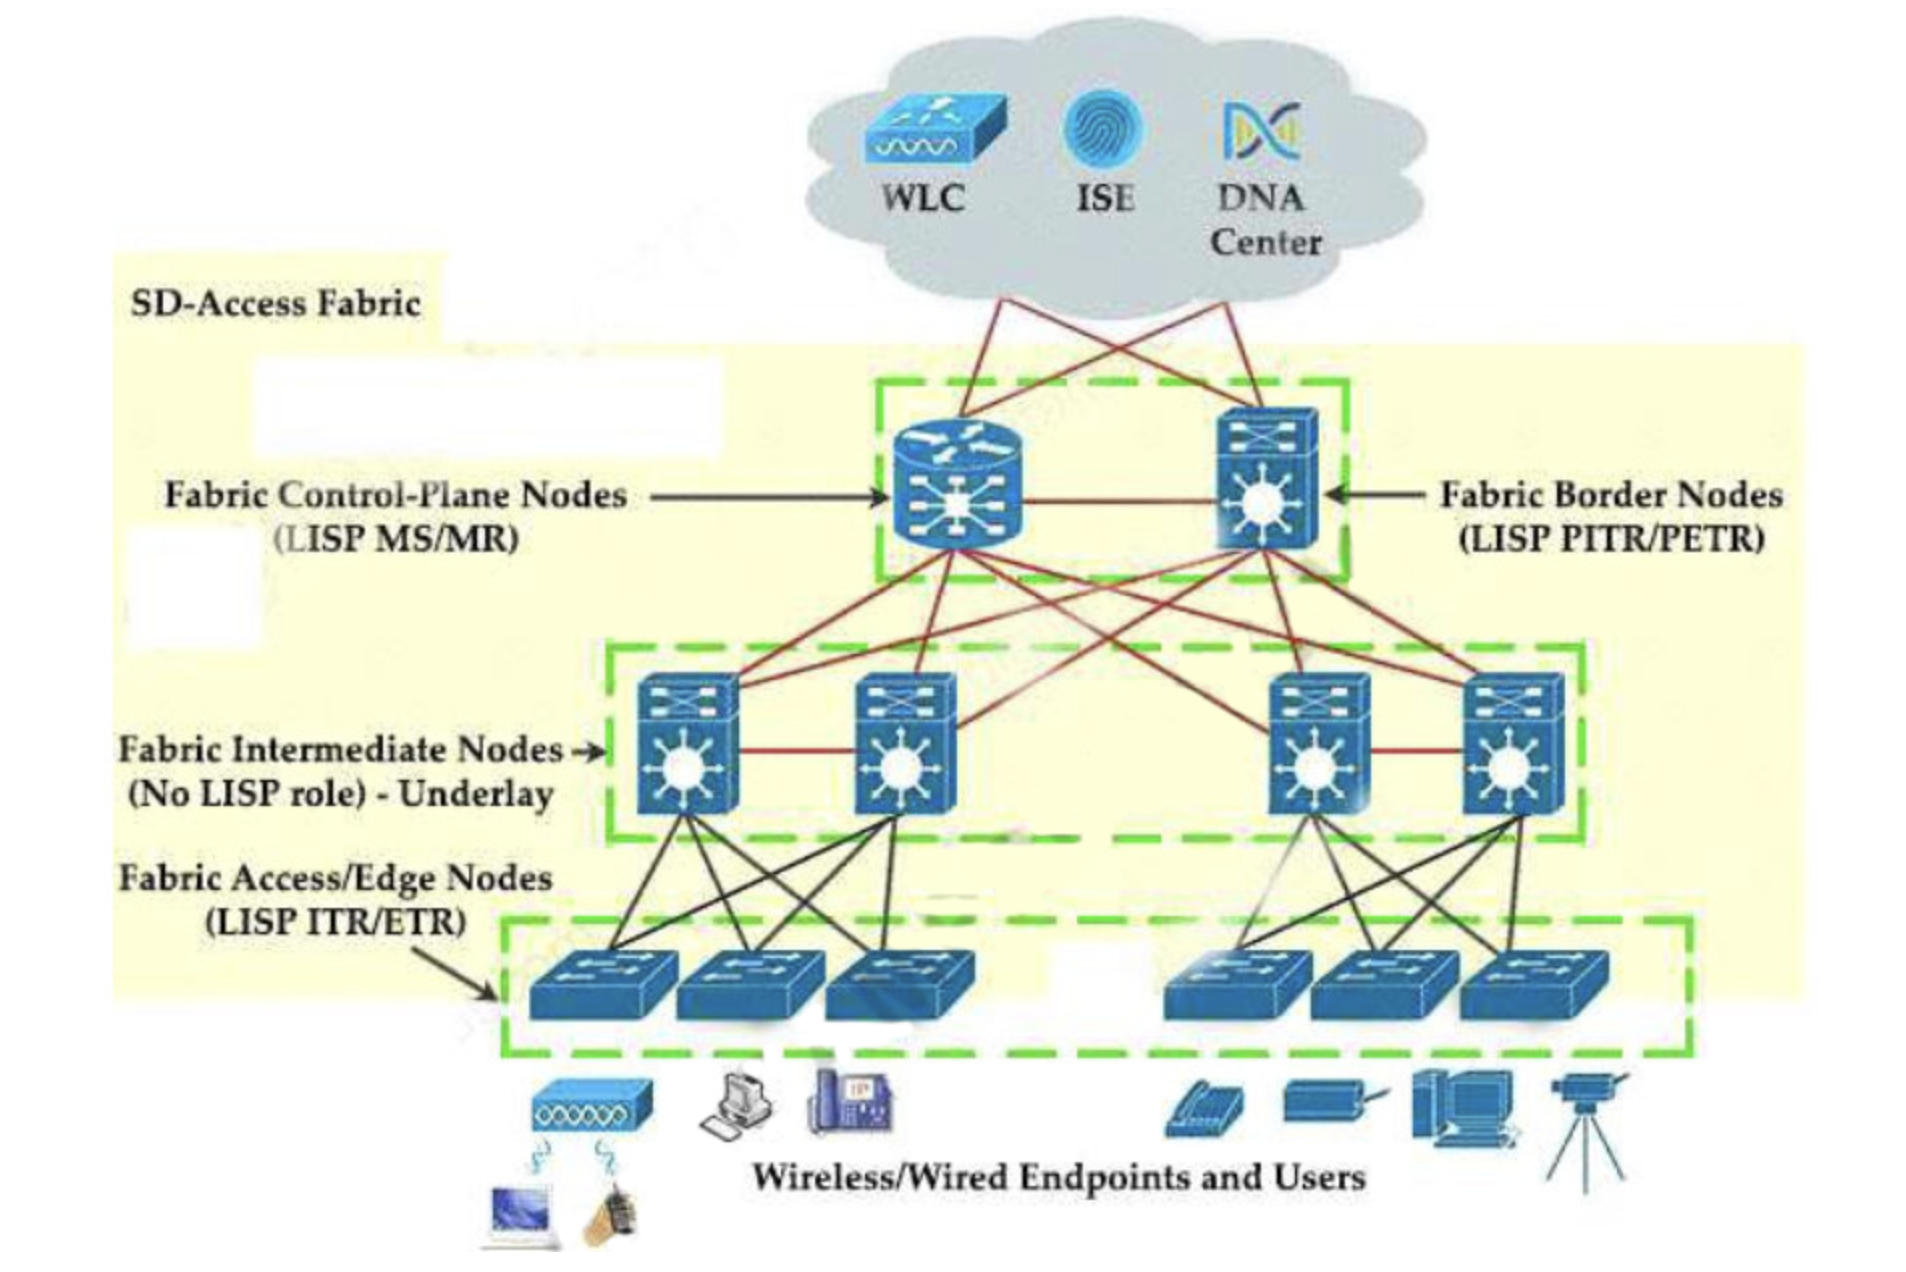 WLC
ISE
DNA
Center
SD-Access Fabric
Fabric Control-Plane Nodes
(LISP MS/MR)
Fabric Border Nodes
(LISP PITR/PETR)
Fabric Intermediate Nodes
(No LISP role) - Underlay
Fabric Access/Edge Nodes
(LISP ITR/ETR)
IP
Wireless/Wired Endpoints and Users